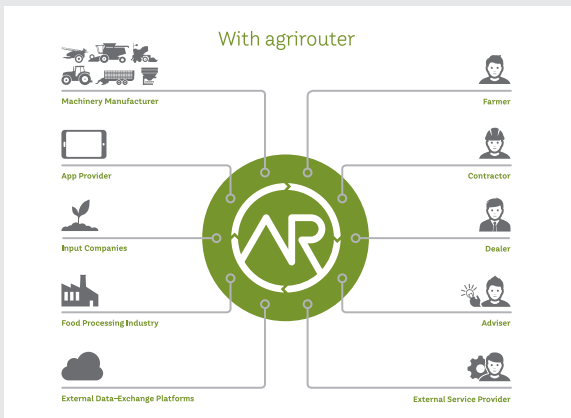 With agrirouter
Machinery Manufacturer
Farmer
App Provider
Contractor
AR
Input Companies
Dealer
Food Processing Industry
Adviser
External Data-Exchange Platforms
External Service Provider